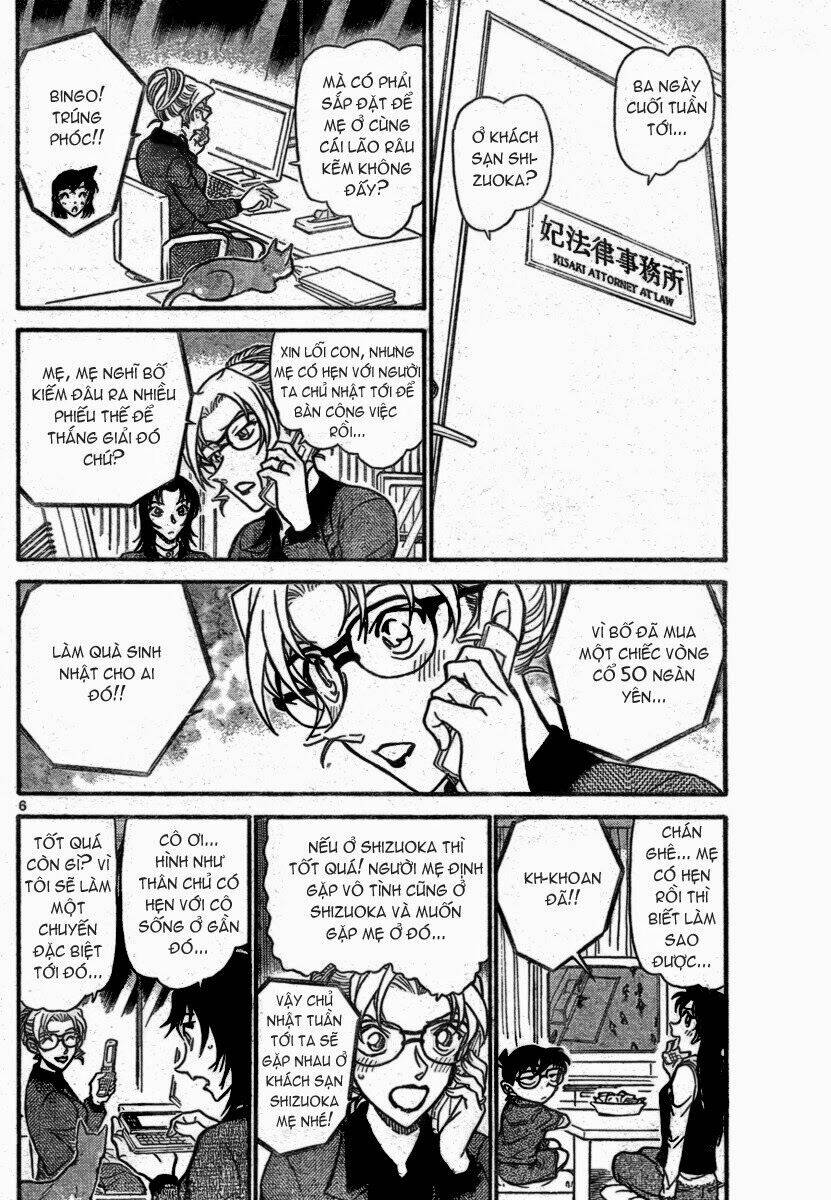 BA NGÀY
CUỐI TUẦN
TỚI...
Ở KHÁCH
SẠN SHI-
ZUOKA?
妃法律事務所
KISAKI ATTORNEY AT LAW
MÀ CÓ PHẢI
SẮP ĐẶT ĐỂ
MẸ Ở CÙNG
CÁI LÃO RÂU
KẼM KHÔNG
ĐẤY?
BINGO!
TRÚNG
PHÓC!!
XIN LỖI CON, NHƯNG
MẸ CÓ HẸN VỚI NGƯỜI
TA CHỦ NHẬT TỚI ĐỂ
BÀN CÔNG VIỆC
RỒI...
MẸ, MẸ NGHĨ BỐ
KIẾM ĐÂU RA NHIỀU
PHIẾU THẾ ĐỂ
THẮNG GIẢI ĐÓ
CHỨ?
VÌ BỐ ĐÃ MUA
MỘT CHIẾC VÒNG
CỔ 50 NGÀN
YÊN...
LÀM QUÀ SINH
NHẬT CHO AI
ĐÓ!!
6
CHÁN
GHÊ... MẸ
CÓ HẸN
RỒI THÌ
BIẾT LÀM
SAO
ĐƯỢC...
KH-KHOAN
ĐÃ!!
NẾU Ở SHIZUOKA THÌ
TỐT QUÁ! NGƯỜI MẸ ĐỊNH
GẶP VÔ TÌNH CŨNG Ở
SHIZUOKA VÀ MUỐN
GẶP MẸ Ở ĐÓ...
VẬY CHỦ
NHẬT TUẦN
TỚI TA SẼ
GẶP NHAU Ở
KHÁCH SẠN
SHIZUOKA
MẸ NHÉ!
CÔ ƠI...
HÌNH NHƯ
THÂN CHỦ CÓ
HẸN VỚI CÔ
SỐNG Ở GẦN
ĐÓ...
TỐT QUÁ
CÒN GÌ? VÌ
TÔI SẼ LÀM
MỘT
CHUYẾN
ĐẶC BIỆT
TỚI ĐÓ...